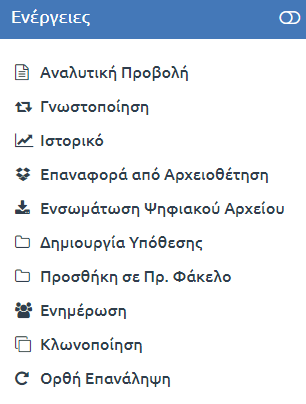 Ενέργειες
Αναλυτική Προβολή
Γνωστοποίηση
Ιστορικό
Επαναφορά από Αρχειοθέτηση
Ενσωμάτωση Ψηφιακού Αρχείου
Δημιουργία Υπόθεσης
Προσθήκη σε Πρ. Φάκελο
Ενημέρωση
Κλωνοποίηση
Ορθή Επανάληψη